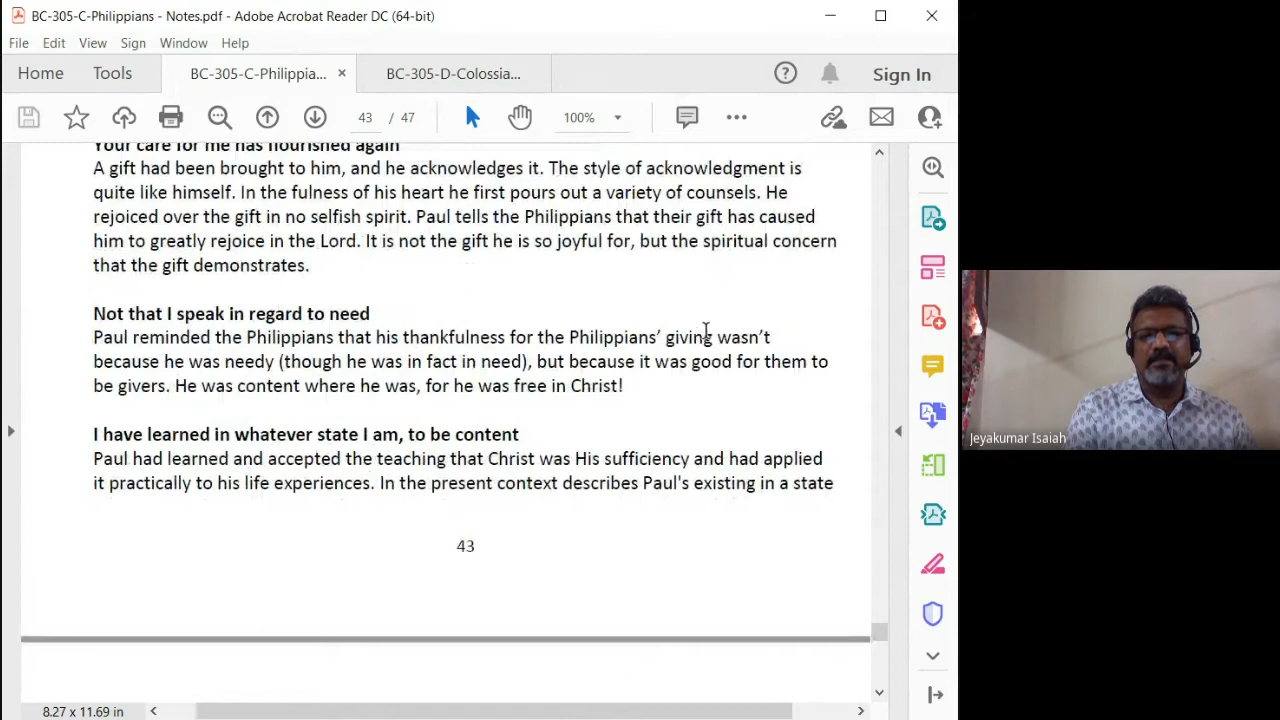 BC-305-C-Philippians - Notes.pdf - Adobe Acrobat Reader DC (64-bit)
File Edit View Sign Window Help
Home Tools BC-305-C-Philippia... × BC-305-D-Colossia... Sign In
43 / 47 100%
Your care for me has flourished again
A gift had been brought to him, and he acknowledges it. The style of acknowledgment is
quite like himself. In the fulness of his heart he first pours out a variety of counsels. He
rejoiced over the gift in no selfish spirit. Paul tells the Philippians that their gift has caused
him to greatly rejoice in the Lord. It is not the gift he is so joyful for, but the spiritual concern
that the gift demonstrates.
Not that I speak in regard to need
Paul reminded the Philippians that his thankfulness for the Philippians’ giving wasn’t
because he was needy (though he was in fact in need), but because it was good for them to
be givers. He was content where he was, for he was free in Christ!
I have learned in whatever state I am, to be content
Paul had learned and accepted the teaching that Christ was His sufficiency and had applied
it practically to his life experiences. In the present context describes Paul's existing in a state
43
8.27 x 11.69 in
Jeyakumar Isaiah